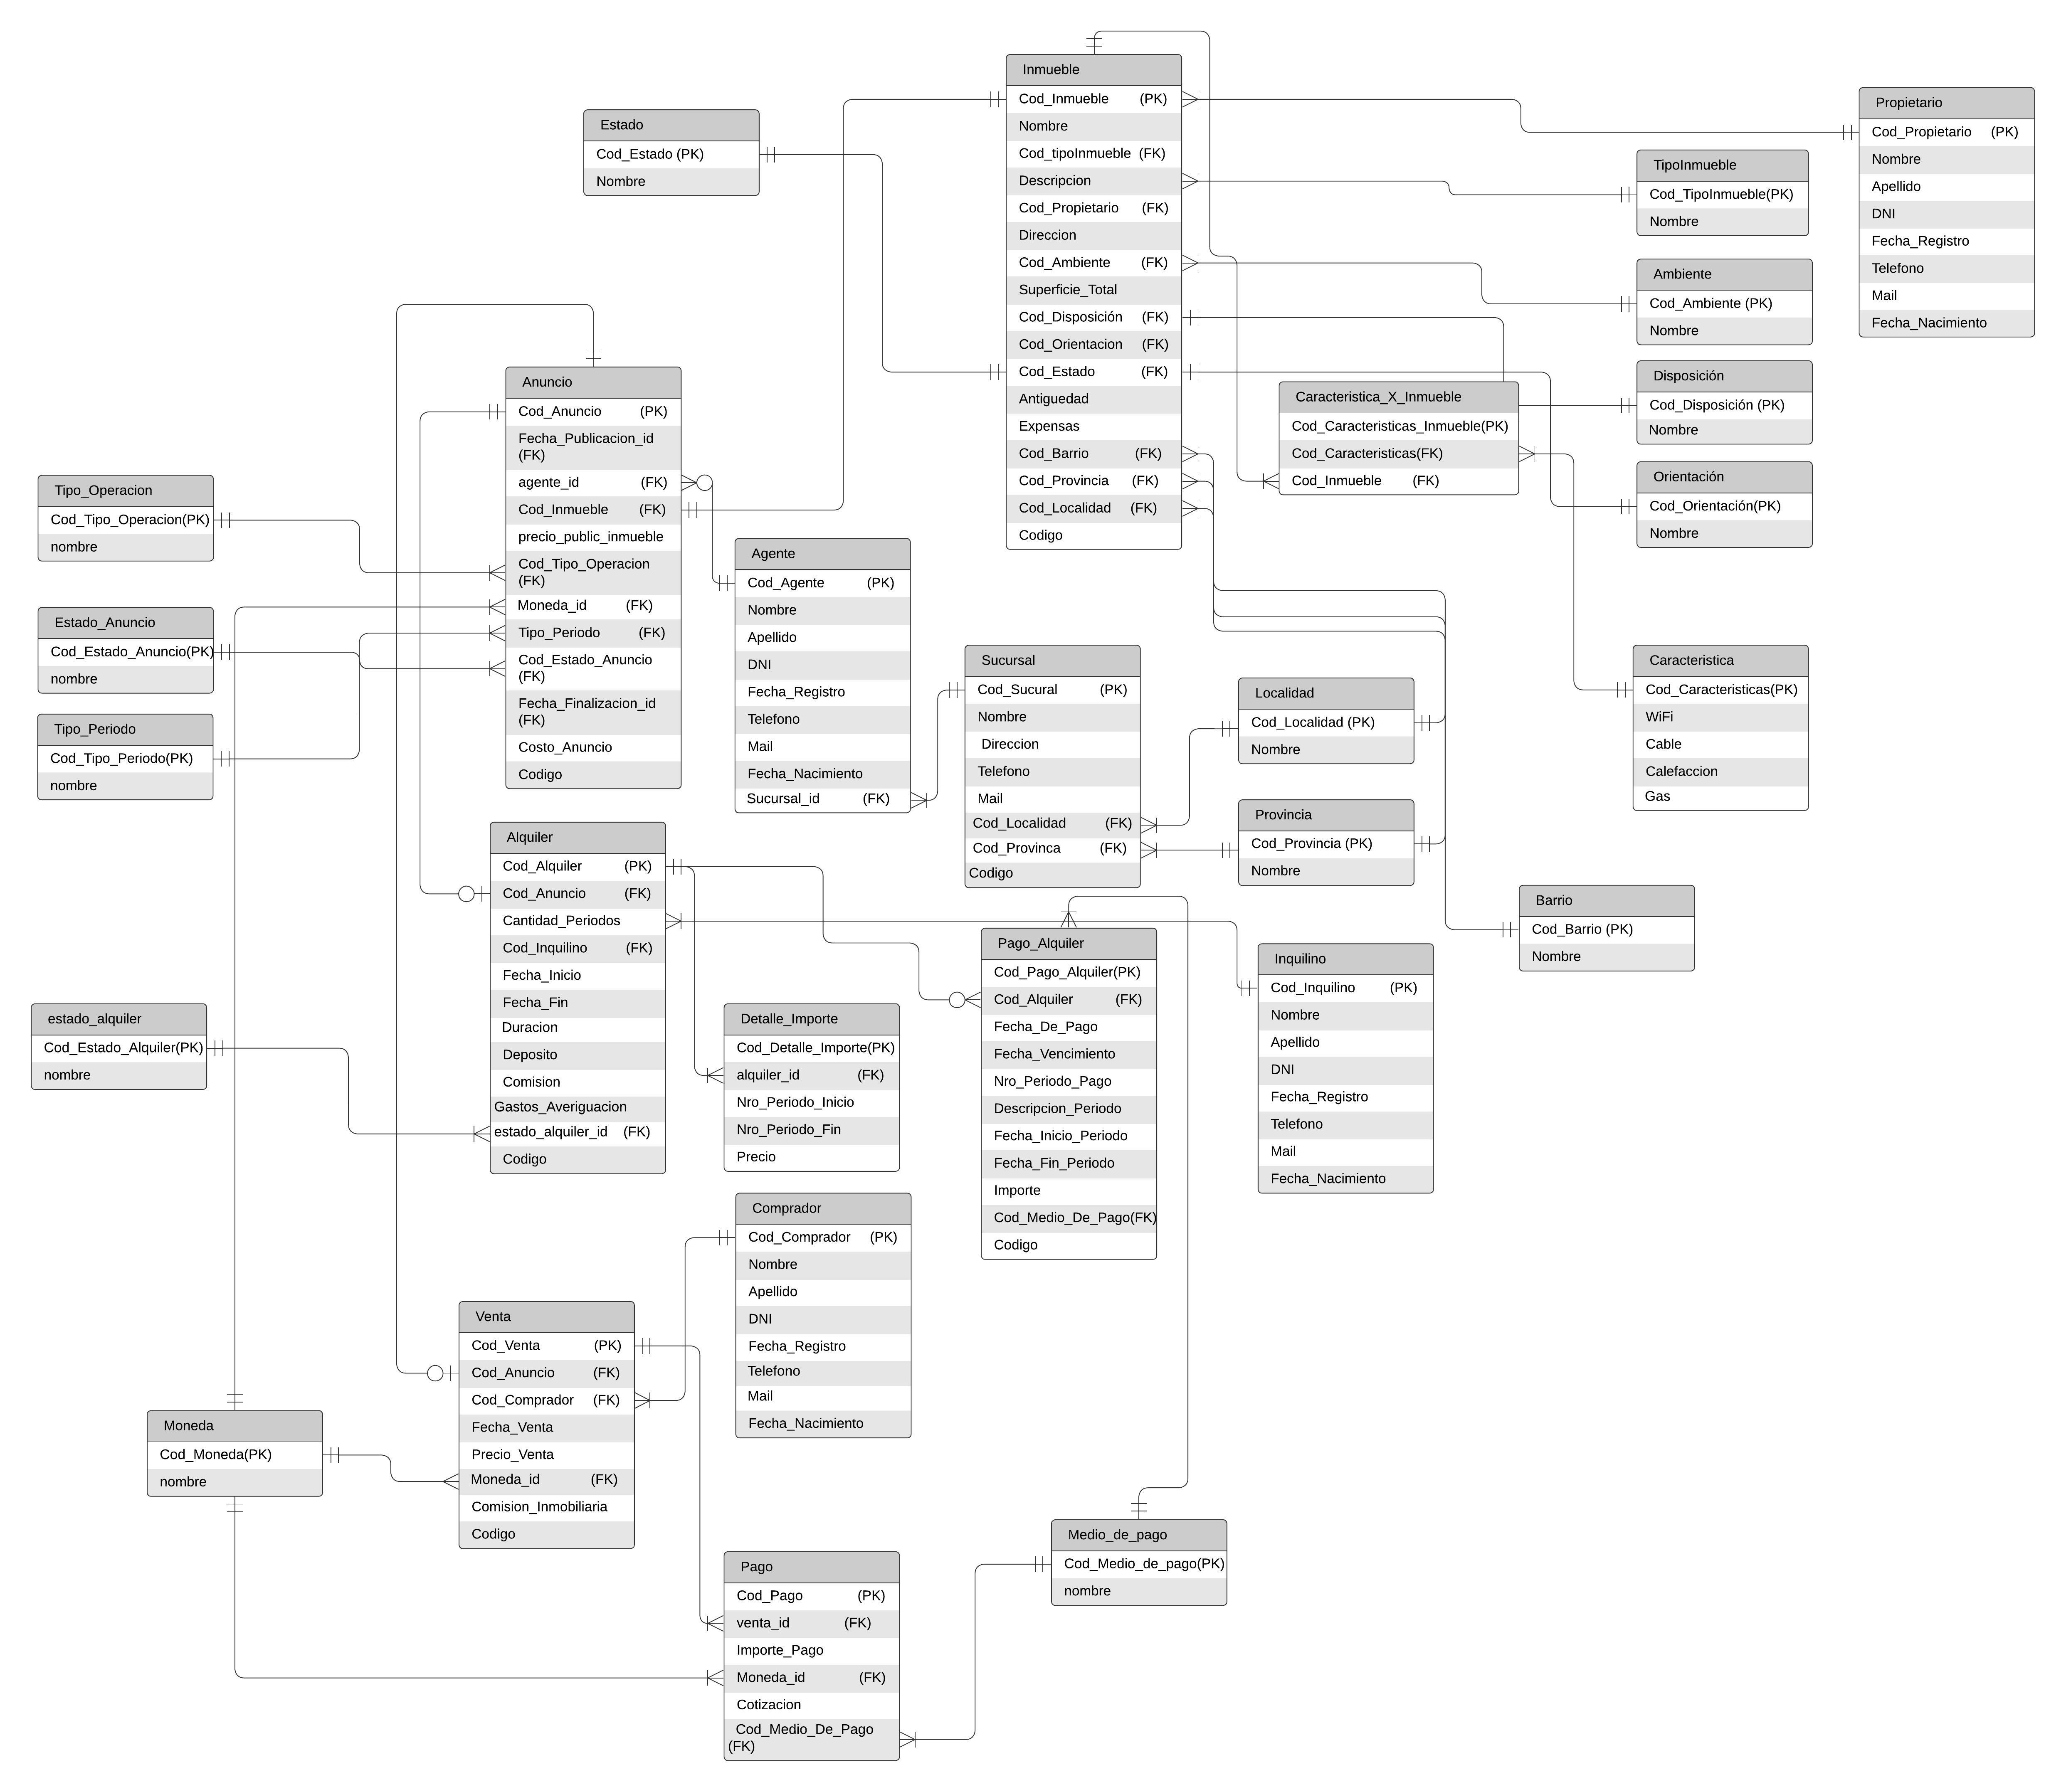 Inmueble
Cod_Inmueble (PK)
Nombre
Cod_tipoInmueble (FK)
Descripcion
Cod_Propietario (FK)
Direccion
Cod_Ambiente (FK)
Superficie_Total
Cod_Disposición (FK)
Cod_Orientacion (FK)
Cod_Estado (FK)
Antiguedad
Expensas
Cod_Barrio (FK)
Cod_Provincia (FK)
Cod_Localidad (FK)
Codigo
Propietario
Cod_Propietario (PK)
Nombre
Apellido
DNI
Fecha_Registro
Telefono
Mail
Fecha_Nacimiento
Estado
Cod_Estado (PK)
Nombre
TipoInmueble
Cod_TipoInmueble(PK)
Nombre
Ambiente
Cod_Ambiente (PK)
Nombre
Disposición
Cod_Disposición (PK)
Nombre
Orientación
Cod_Orientación(PK)
Nombre
Caracteristica_X_Inmueble
Cod_Caracteristicas_Inmueble(PK)
Cod_Caracteristicas(FK)
Cod_Inmueble (FK)
Anuncio
Cod_Anuncio (PK)
Fecha_Publicacion_id
(FK)
agente_id (FK)
Cod_Inmueble (FK)
precio_public_inmueble
Cod_Tipo_Operacion
(FK)
Moneda_id (FK)
Tipo_Periodo (FK)
Cod_Estado_Anuncio
(FK)
Fecha_Finalizacion_id
(FK)
Costo_Anuncio
Codigo
Tipo_Operacion
Cod_Tipo_Operacion(PK)
nombre
Estado_Anuncio
Cod_Estado_Anuncio(PK)
nombre
Tipo_Periodo
Cod_Tipo_Periodo(PK)
nombre
Agente
Cod_Agente (PK)
Nombre
Apellido
DNI
Fecha_Registro
Telefono
Mail
Fecha_Nacimiento
Sucursal_id (FK)
Sucursal
Cod_Sucural (PK)
Nombre
Direccion
Telefono
Mail
Cod_Localidad (FK)
Cod_Provinca (FK)
Codigo
Localidad
Cod_Localidad (PK)
Nombre
Provincia
Cod_Provincia (PK)
Nombre
Caracteristica
Cod_Caracteristicas(PK)
WiFi
Cable
Calefaccion
Gas
Barrio
Cod_Barrio (PK)
Nombre
Alquiler
Cod_Alquiler (PK)
Cod_Anuncio (FK)
Cantidad_Periodos
Cod_Inquilino (FK)
Fecha_Inicio
Fecha_Fin
Duracion
Deposito
Comision
Gastos_Averiguacion
estado_alquiler_id (FK)
Codigo
estado_alquiler
Cod_Estado_Alquiler(PK)
nombre
Detalle_Importe
Cod_Detalle_Importe(PK)
alquiler_id (FK)
Nro_Periodo_Inicio
Nro_Periodo_Fin
Precio
Pago_Alquiler
Cod_Pago_Alquiler(PK)
Cod_Alquiler (FK)
Fecha_De_Pago
Fecha_Vencimiento
Nro_Periodo_Pago
Descripcion_Periodo
Fecha_Inicio_Periodo
Fecha_Fin_Periodo
Importe
Cod_Medio_De_Pago(FK)
Codigo
Inquilino
Cod_Inquilino (PK)
Nombre
Apellido
DNI
Fecha_Registro
Telefono
Mail
Fecha_Nacimiento
Comprador
Cod_Comprador (PK)
Nombre
Apellido
DNI
Fecha_Registro
Telefono
Mail
Fecha_Nacimiento
Venta
Cod_Venta (PK)
Cod_Anuncio (FK)
Cod_Comprador (FK)
Fecha_Venta
Precio_Venta
Moneda_id (FK)
Comision_Inmobiliaria
Codigo
Moneda
Cod_Moneda(PK)
nombre
Medio_de_pago
Cod_Medio_de_pago(PK)
nombre
Pago
Cod_Pago (PK)
venta_id (FK)
Importe_Pago
Moneda_id (FK)
Cotizacion
Cod_Medio_De_Pago
(FK)